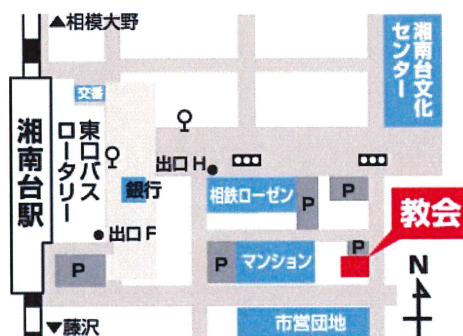 ▲相模大野
湘南台文化
センター
交番
湘南台駅
東口バス
ロータリー
出口 H
銀行
相鉄ローゼン
P
P
教会
出口 F
P
P
マンション
P
N
▼藤沢
市営団地